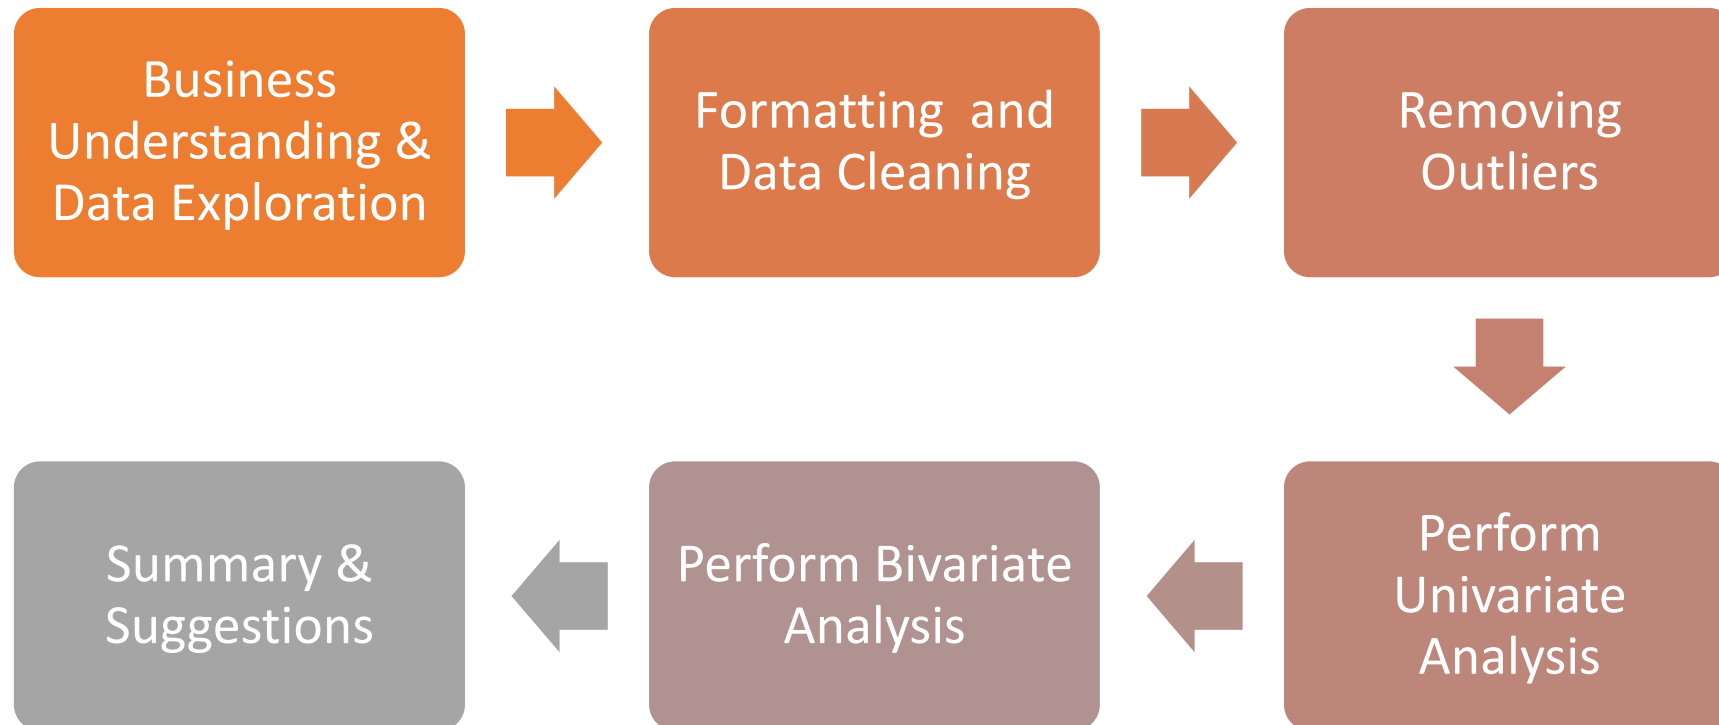 Business
Understanding &
Data Exploration
Formatting  and
Data Cleaning
Removing
Outliers
Perform
Univariate
Analysis
Perform Bivariate
Analysis
Summary &
Suggestions